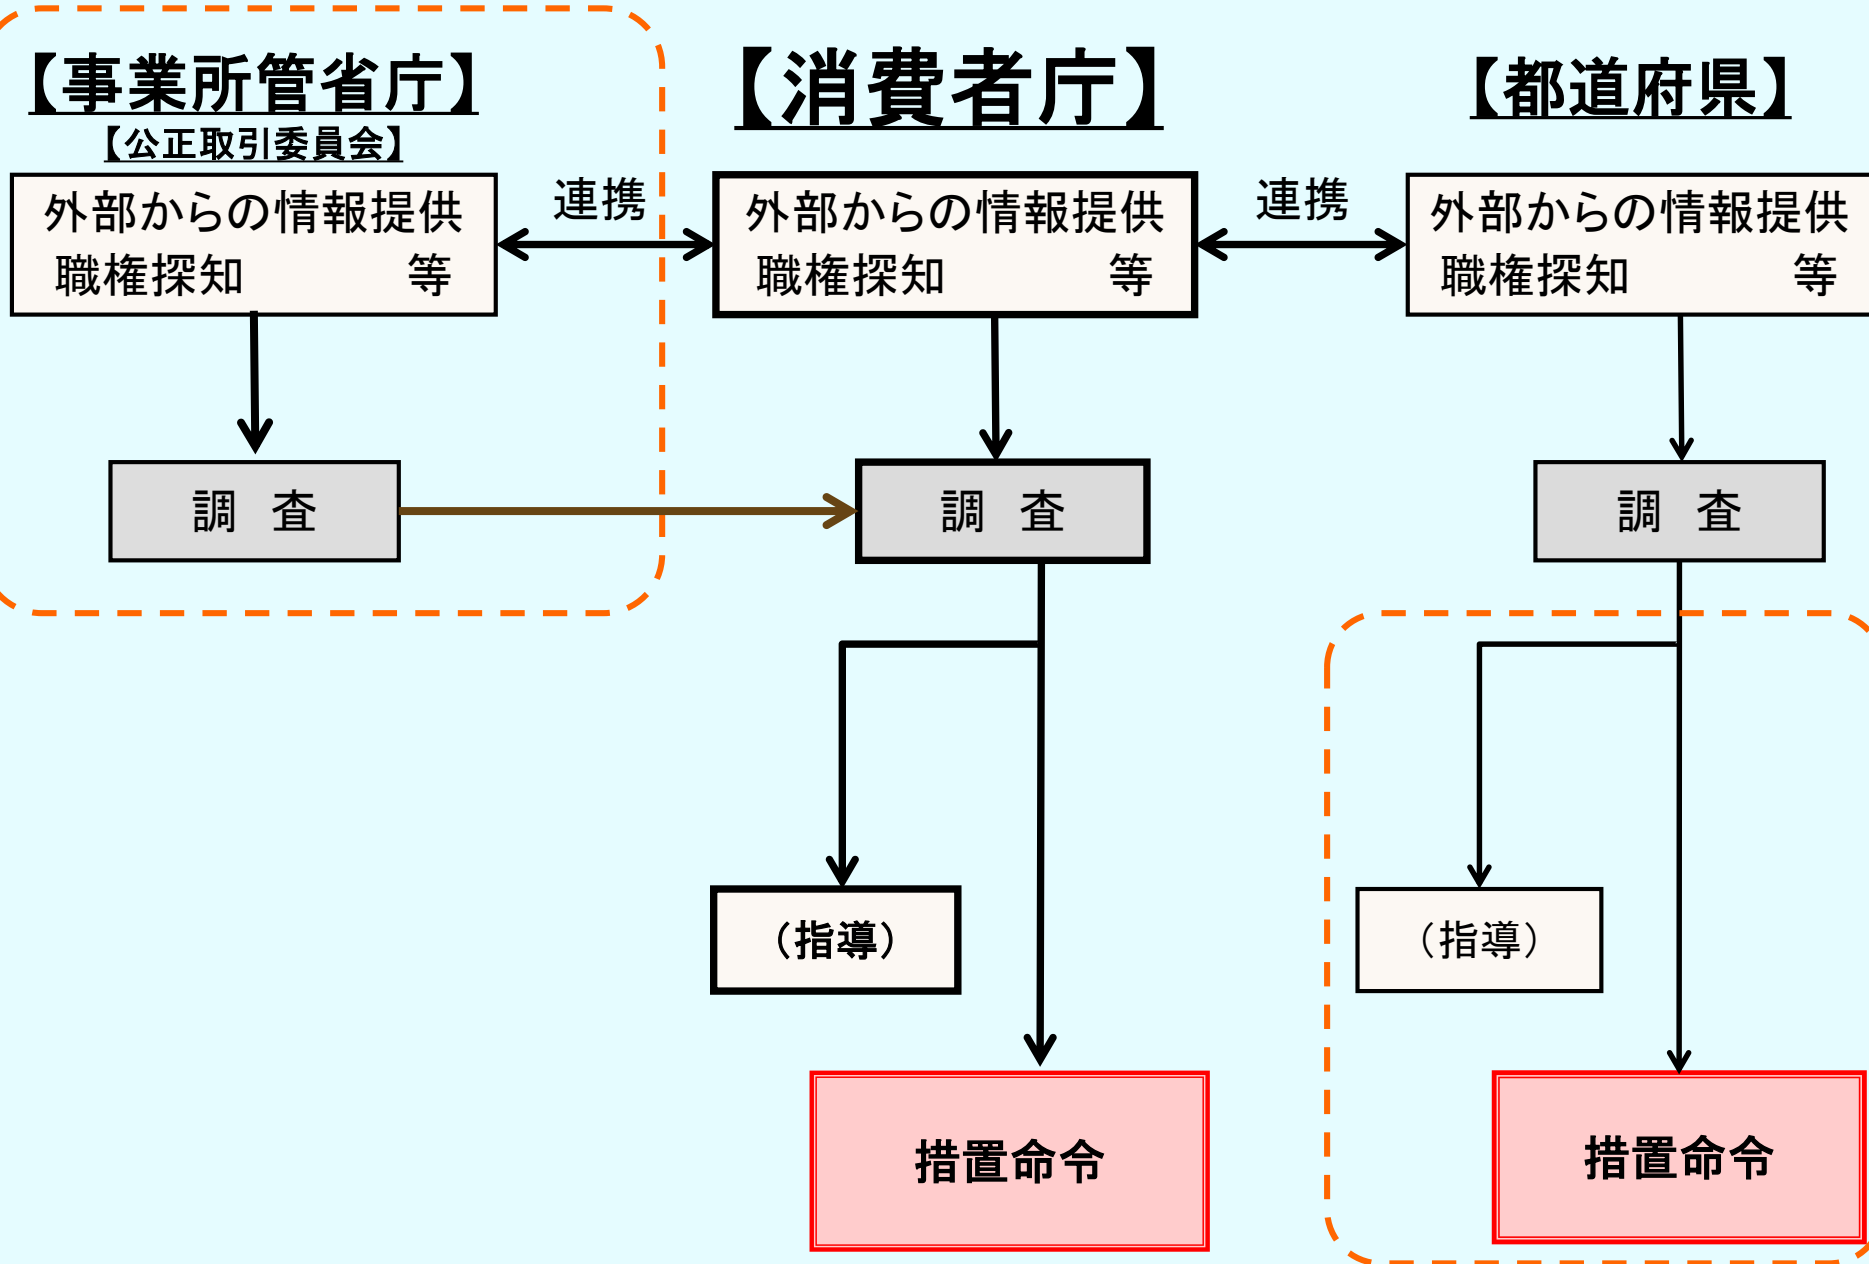 【事業所管省庁】
【公正取引委員会】
外部からの情報提供
職権探知 等
調 査
連携
【消費者庁】
外部からの情報提供
職権探知 等
調 査
（指導）
措置命令
連携
【都道府県】
外部からの情報提供
職権探知 等
調 査
（指導）
措置命令